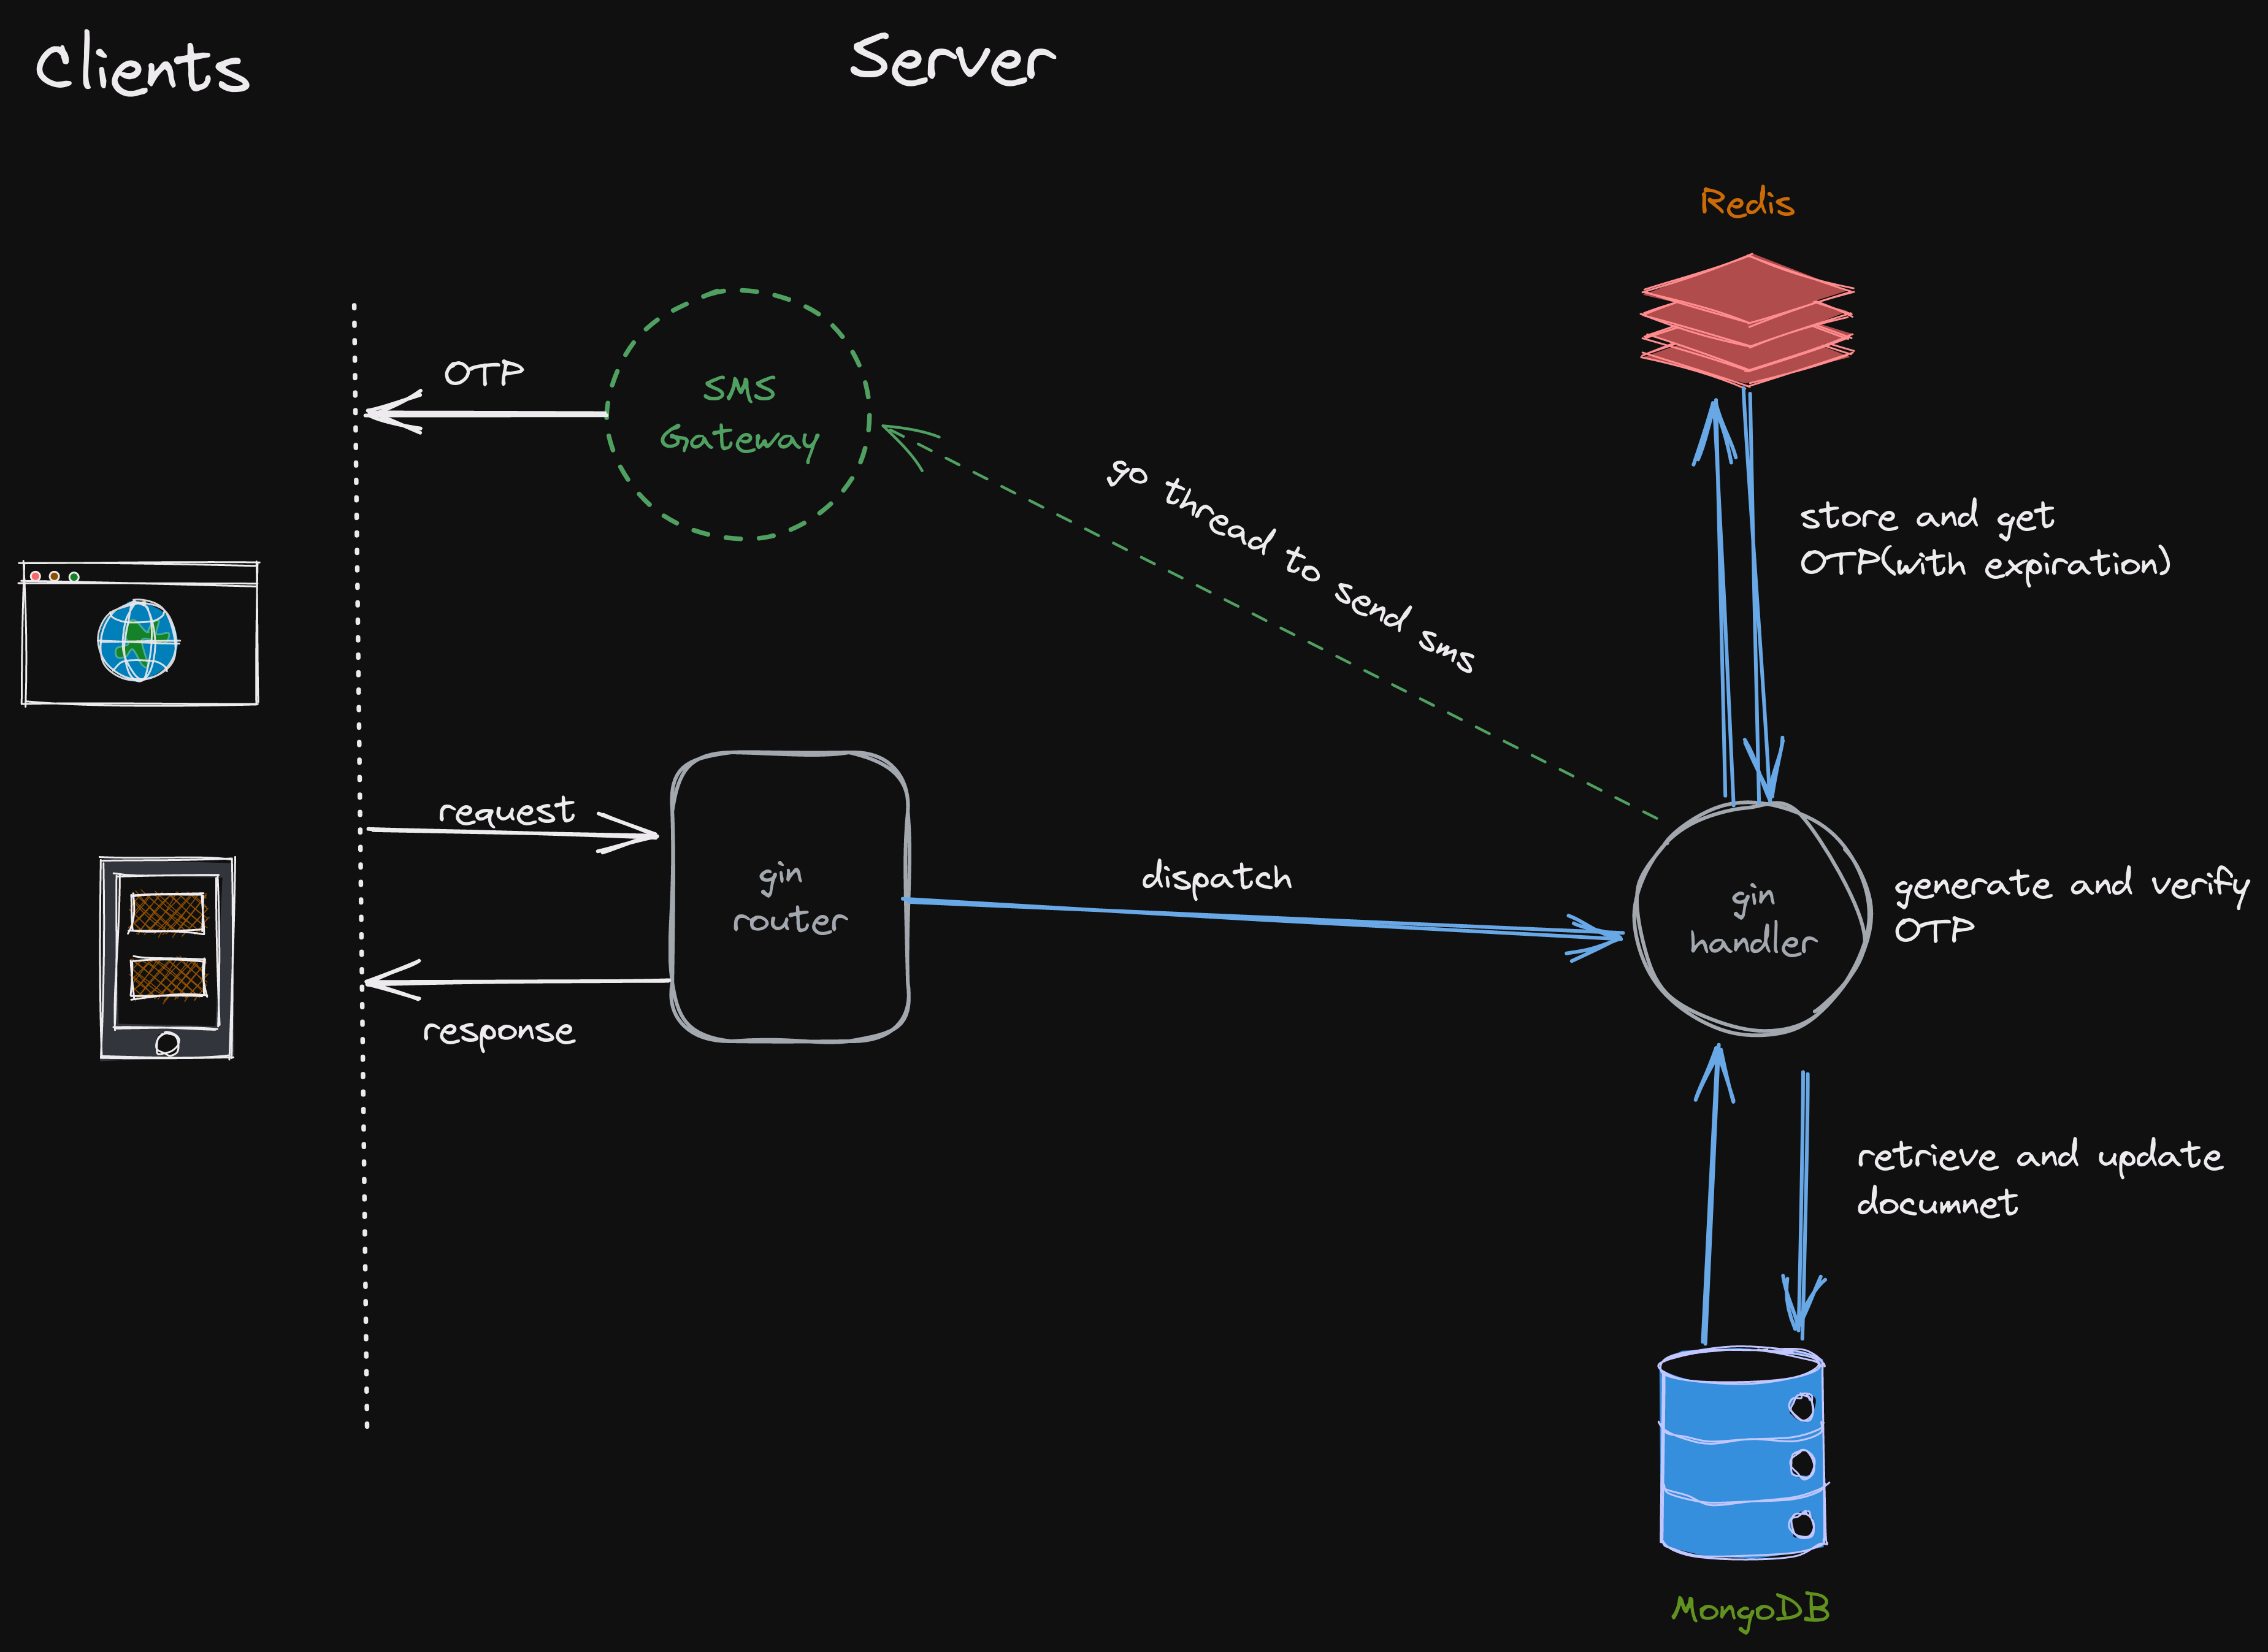 Clients
Server
Redis
OTP
SMS
Gateway
go thread to send sms
store and get
OTP(with expiration)
request
gin
router
dispatch
gin
handler
generate and verify
OTP
response
retrieve and update
documnet
MongoDB